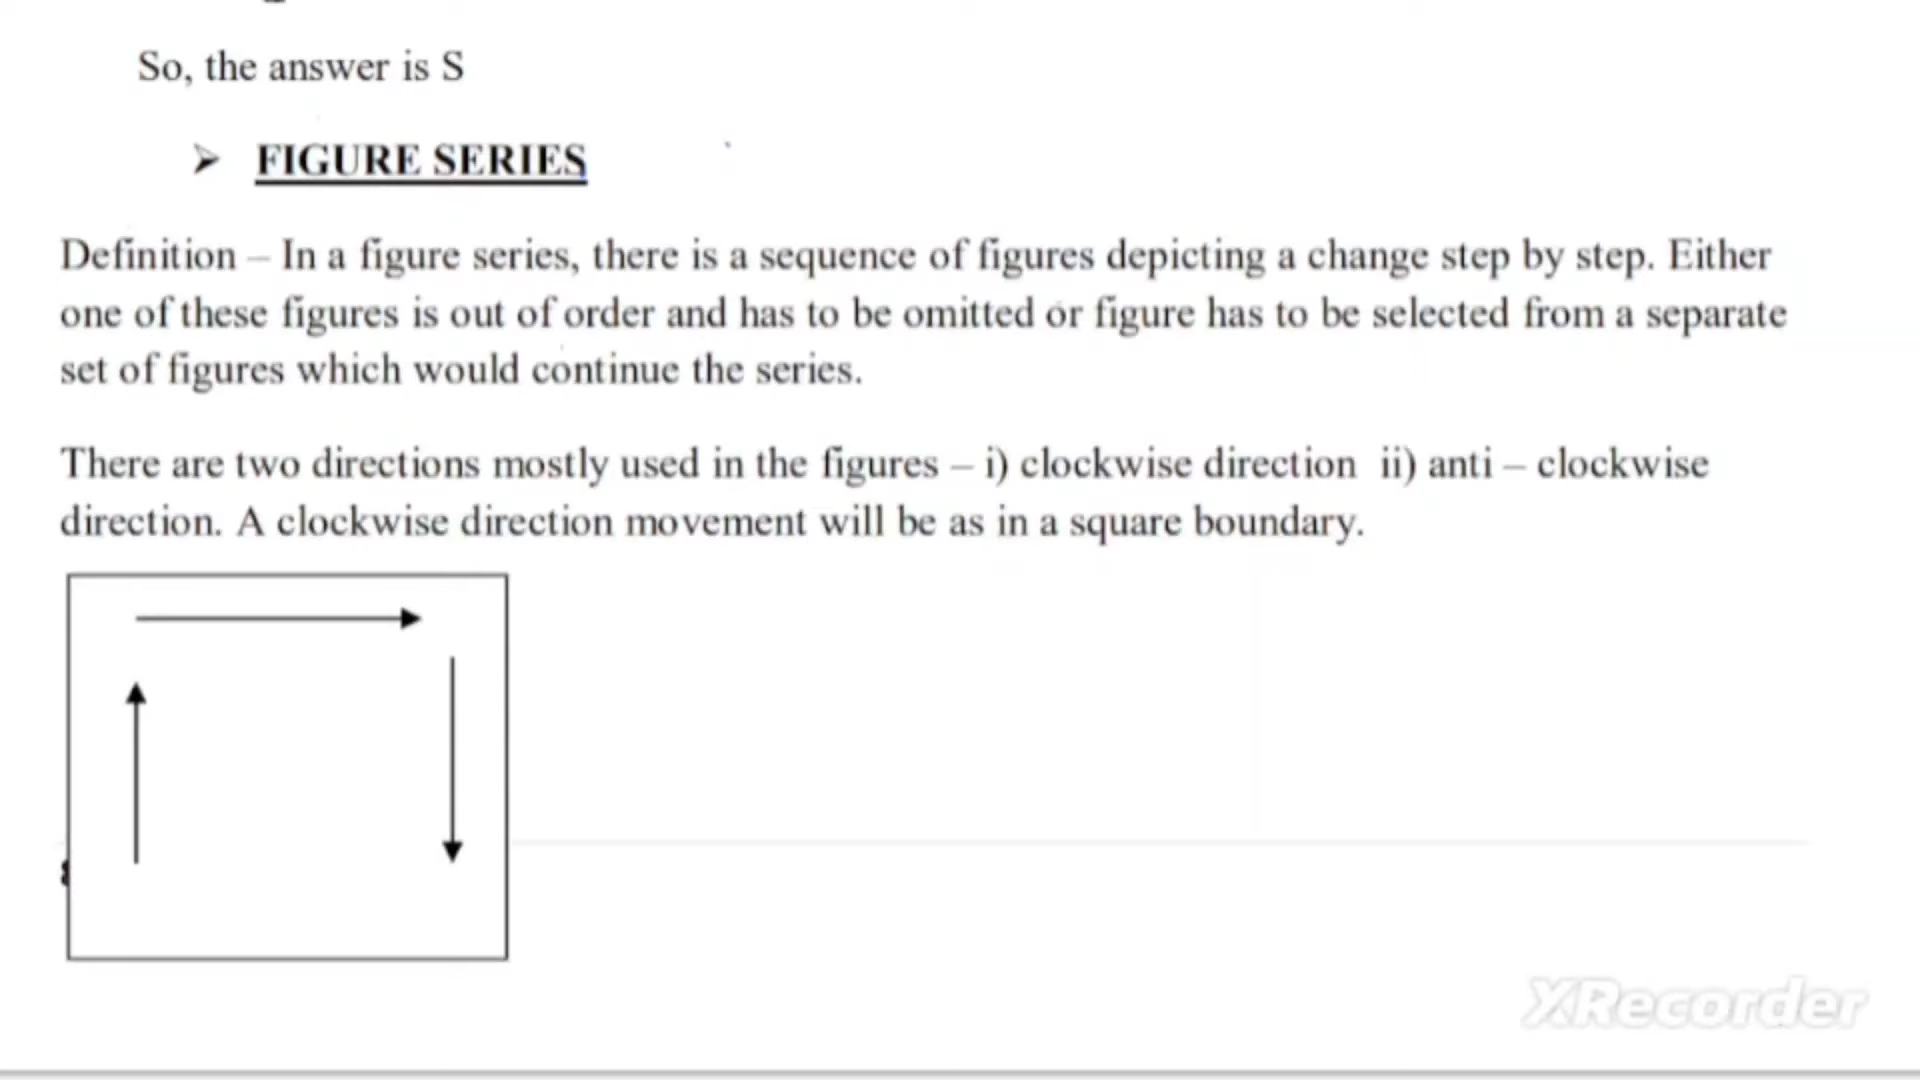 So, the answer is S
➢ FIGURE SERIES
Definition – In a figure series, there is a sequence of figures depicting a change step by step. Either
one of these figures is out of order and has to be omitted or figure has to be selected from a separate
set of figures which would continue the series.
There are two directions mostly used in the figures – i) clockwise direction ii) anti – clockwise
direction. A clockwise direction movement will be as in a square boundary.
XRecorder